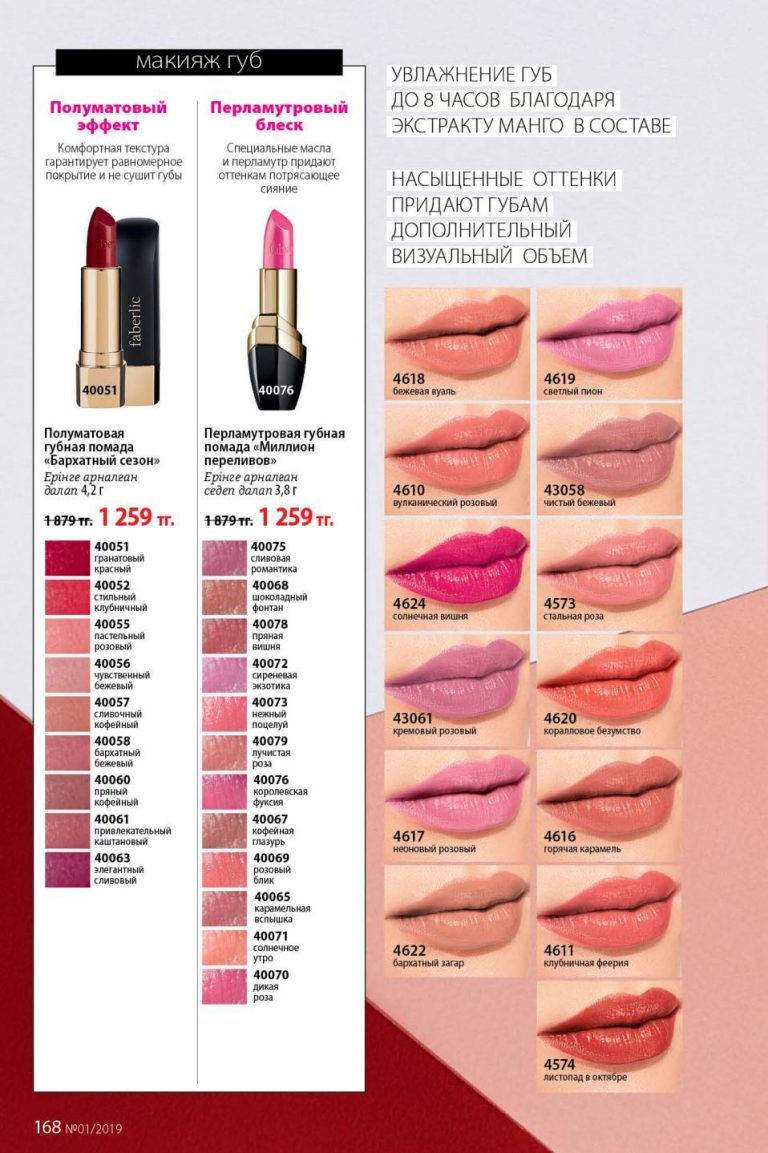 макияж губ
Полуматовый
эффект
Комфортная текстура
гарантирует равномерное
покрытие и не сушит губы
faberlic
40051
Полуматовая
губная помада
«Бархатный сезон»
Ерінге арналған
далап 4,2 г
1 879 тг. 1 259 тг.
40051
гранатовый
красный
40052
стильный
клубничный
40055
пастельный
розовый
40056
чувственный
бежевый
40057
сливочный
кофейный
40058
бархатный
бежевый
40060
пряный
кофейный
40061
привлекательный
каштановый
40063
элегантный
сливовый
Перламутровый
блеск
Специальные масла
и перламутр придают
оттенкам потрясающее
сияние
40076
Перламутровая губная
помада «Миллион
переливов»
Ерінге арналған
седеп далап 3,8 г
1 879 тг. 1 259 тг.
40075
сливовая
романтика
40068
шоколадный
фонтан
40078
пряная
вишня
40072
сиреневая
экзотика
40073
нежный
поцелуй
40079
лучистая
роза
40076
королевская
фуксия
40067
кофейная
глазурь
40069
розовый
блик
40065
карамельная
вспышка
40071
солнечное
утро
40070
дикая
роза
УВЛАЖНЕНИЕ ГУБ
ДО 8 ЧАСОВ БЛАГОДАРЯ
ЭКСТРАКТУ МАНГО В СОСТАВЕ
НАСЫЩЕННЫЕ ОТТЕНКИ
ПРИДАЮТ ГУБАМ
ДОПОЛНИТЕЛЬНЫЙ
ВИЗУАЛЬНЫЙ ОБЪЕМ
4618
бежевая вуаль
4619
светлый пион
4610
вулканический розовый
43058
чистый бежевый
4624
солнечная вишня
4573
стальная роза
43061
кремовый розовый
4620
коралловое безумство
4617
неоновый розовый
4616
горячая карамель
4622
бархатный загар
4611
клубничная феерия
4574
листопад в октябре
168 №01/2019